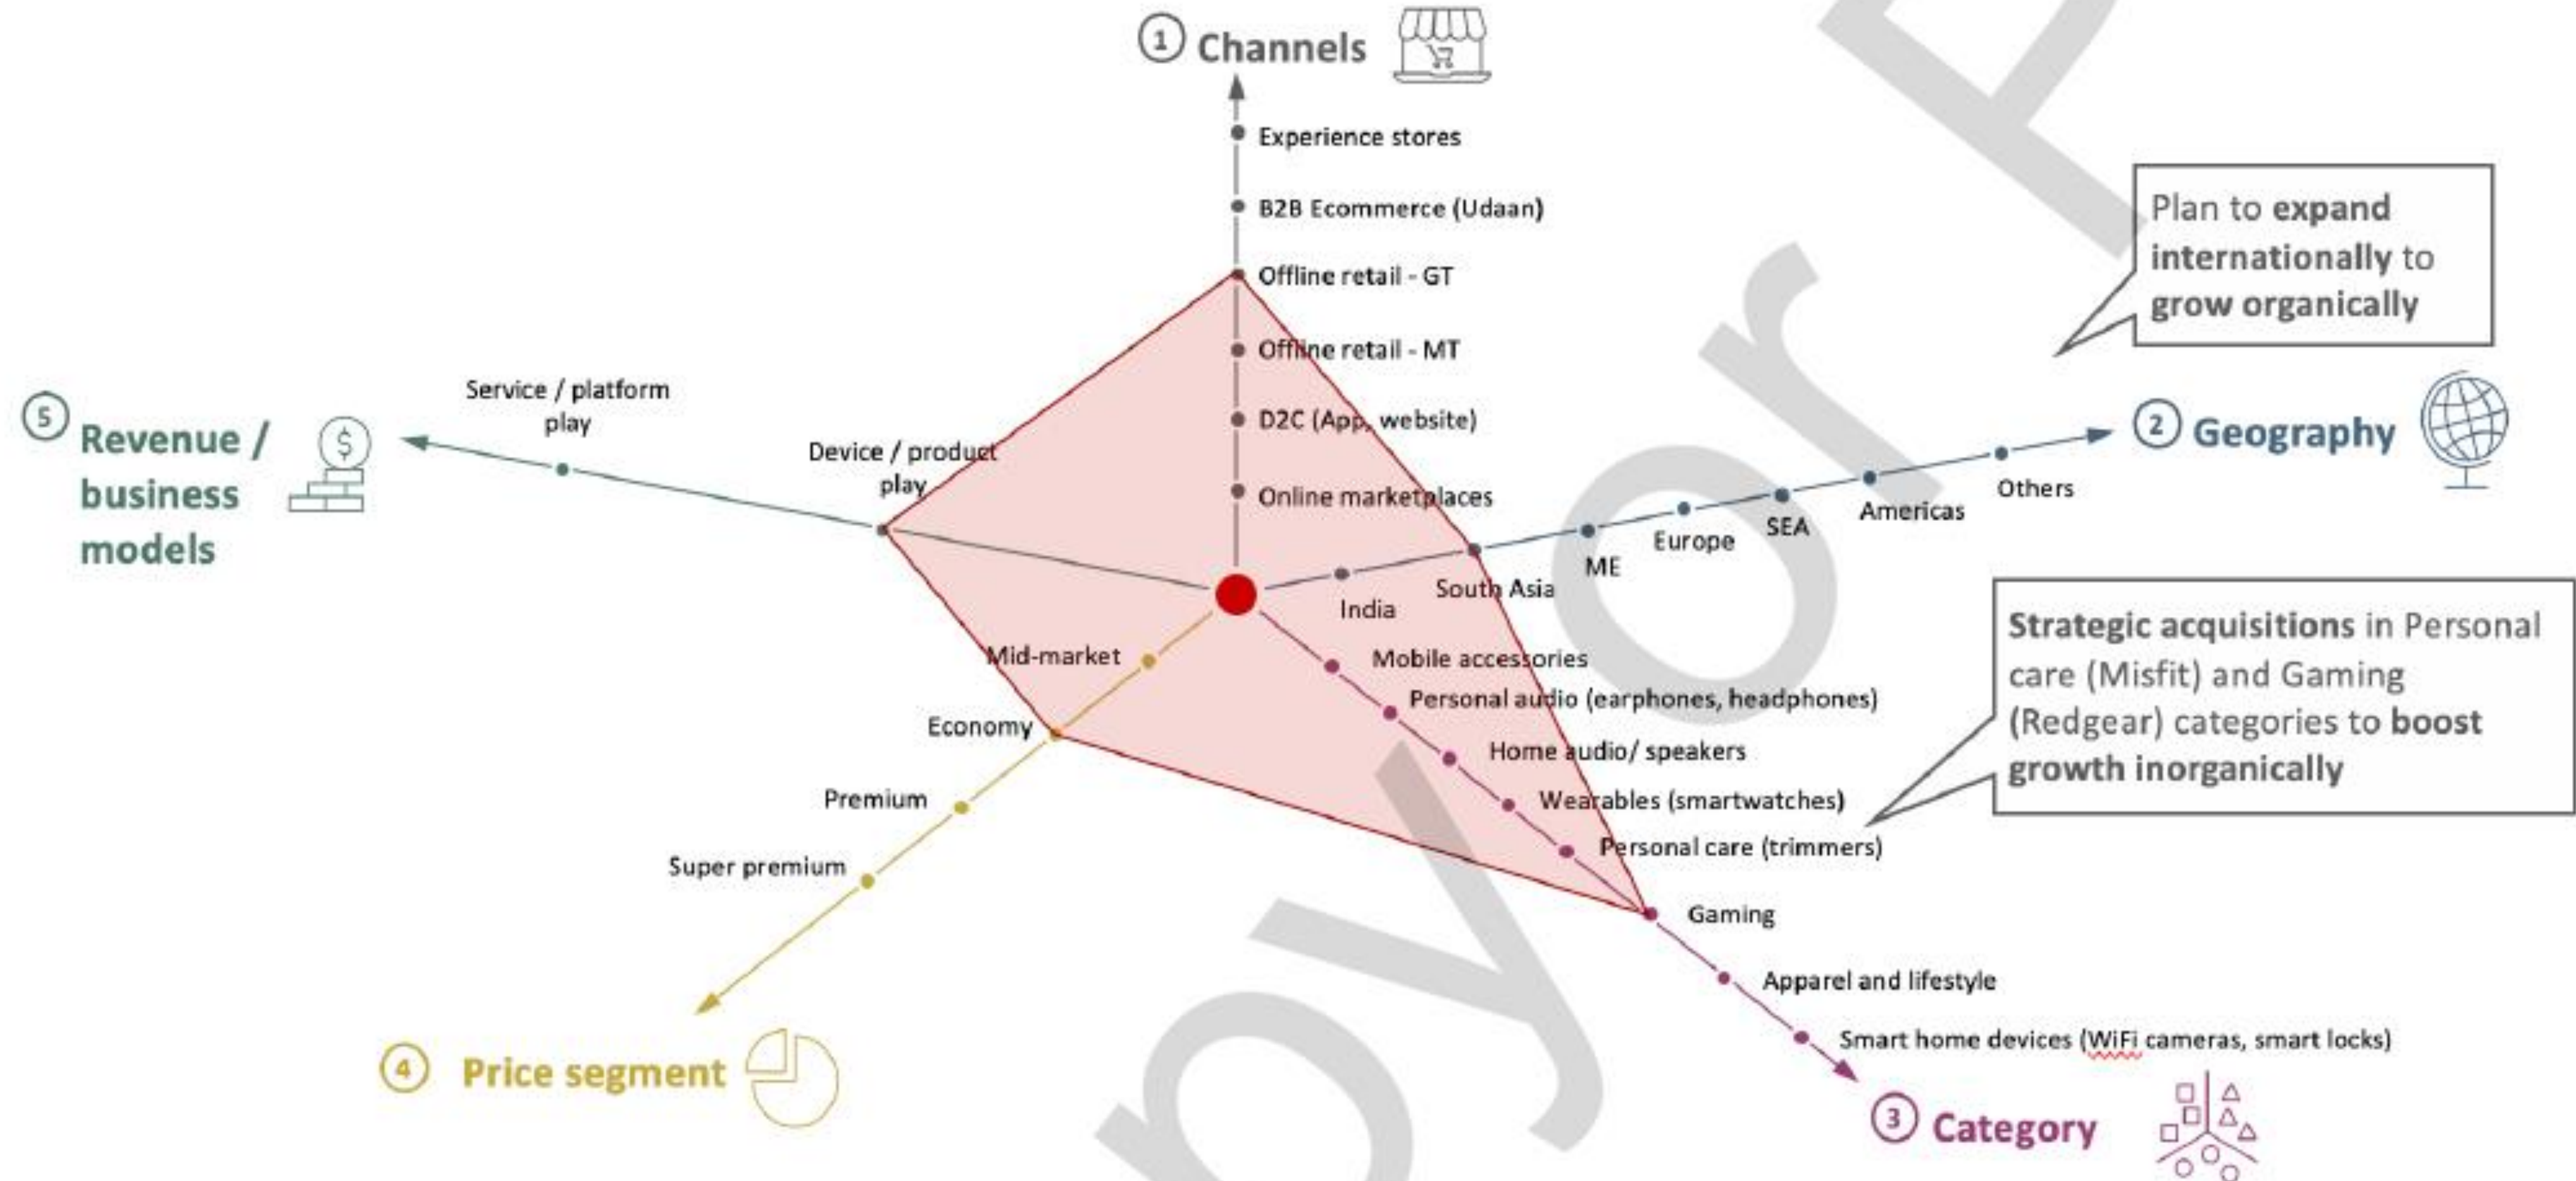 1 Channels
Experience stores
B2B Ecommerce (Udaan)
Offline retail - GT
Offline retail - MT
D2C (App, website)
Online marketplaces
Plan to expand
internationally to
grow organically
2 Geography
India
South Asia
ME
Europe
SEA
Americas
Others
Strategic acquisitions in Personal
care (Misfit) and Gaming
(Redgear) categories to boost
growth inorganically
Mobile accessories
Personal audio (earphones, headphones)
Home audio/ speakers
Wearables (smartwatches)
Personal care (trimmers)
Gaming
Apparel and lifestyle
Smart home devices (WiFi cameras, smart locks)
3 Category
Mid-market
Economy
Premium
Super premium
4 Price segment
5 Revenue /
business
models
Service / platform
play
Device / product
play
$